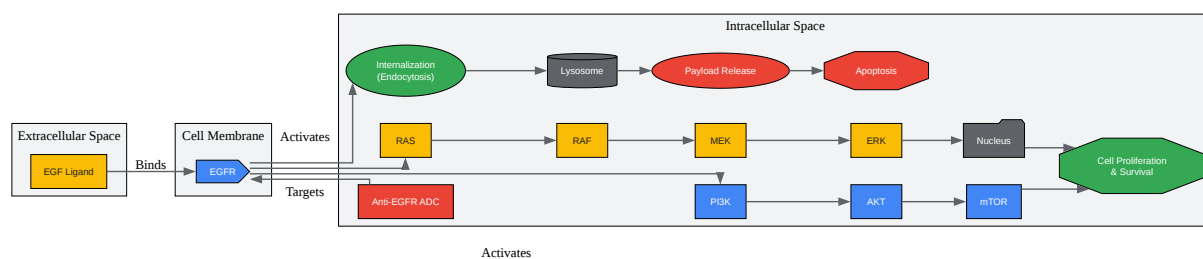 Intracellular Space
Internalization
(Endocytosis)
Lysosome
Payload Release
Apoptosis
Extracellular Space
Cell Membrane
Activates
EGF Ligand
Binds
EGFR
RAS
RAF
MEK
ERK
Nucleus
Cell Proliferation
& Survival
Targets
Anti-EGFR ADC
PI3K
AKT
mTOR
Activates